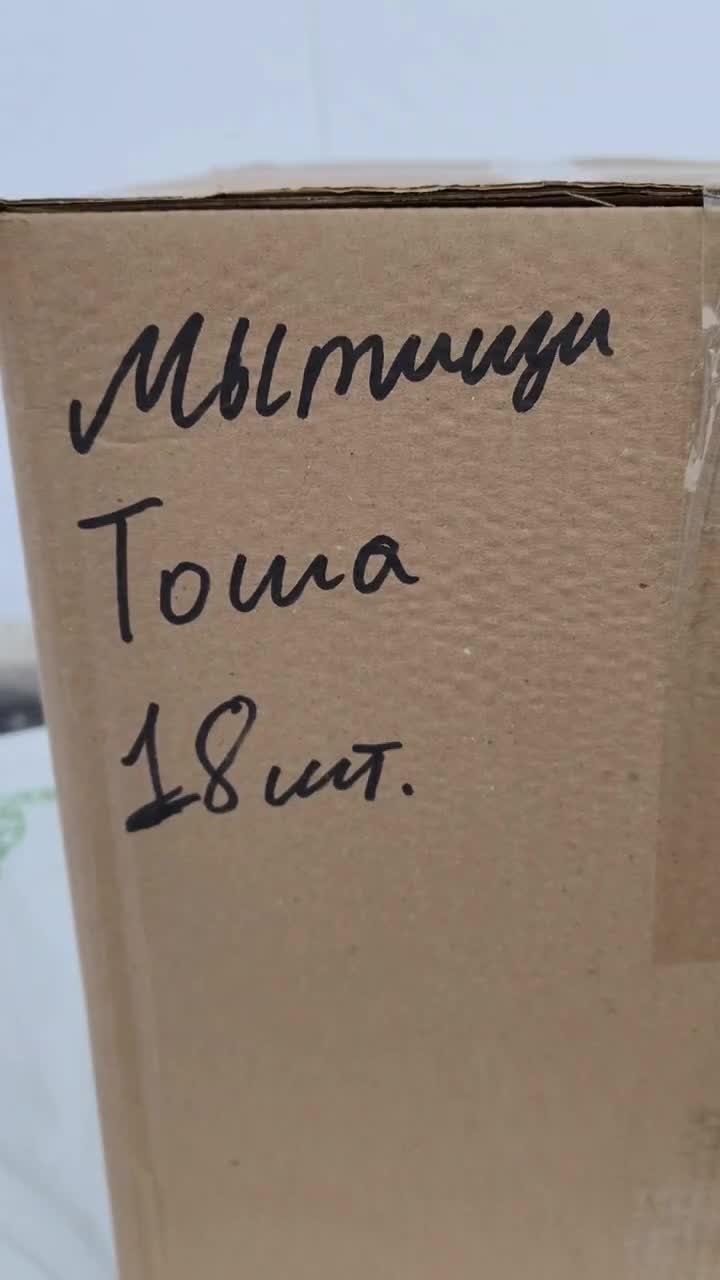 Мытищи
Тоша
18 шт.